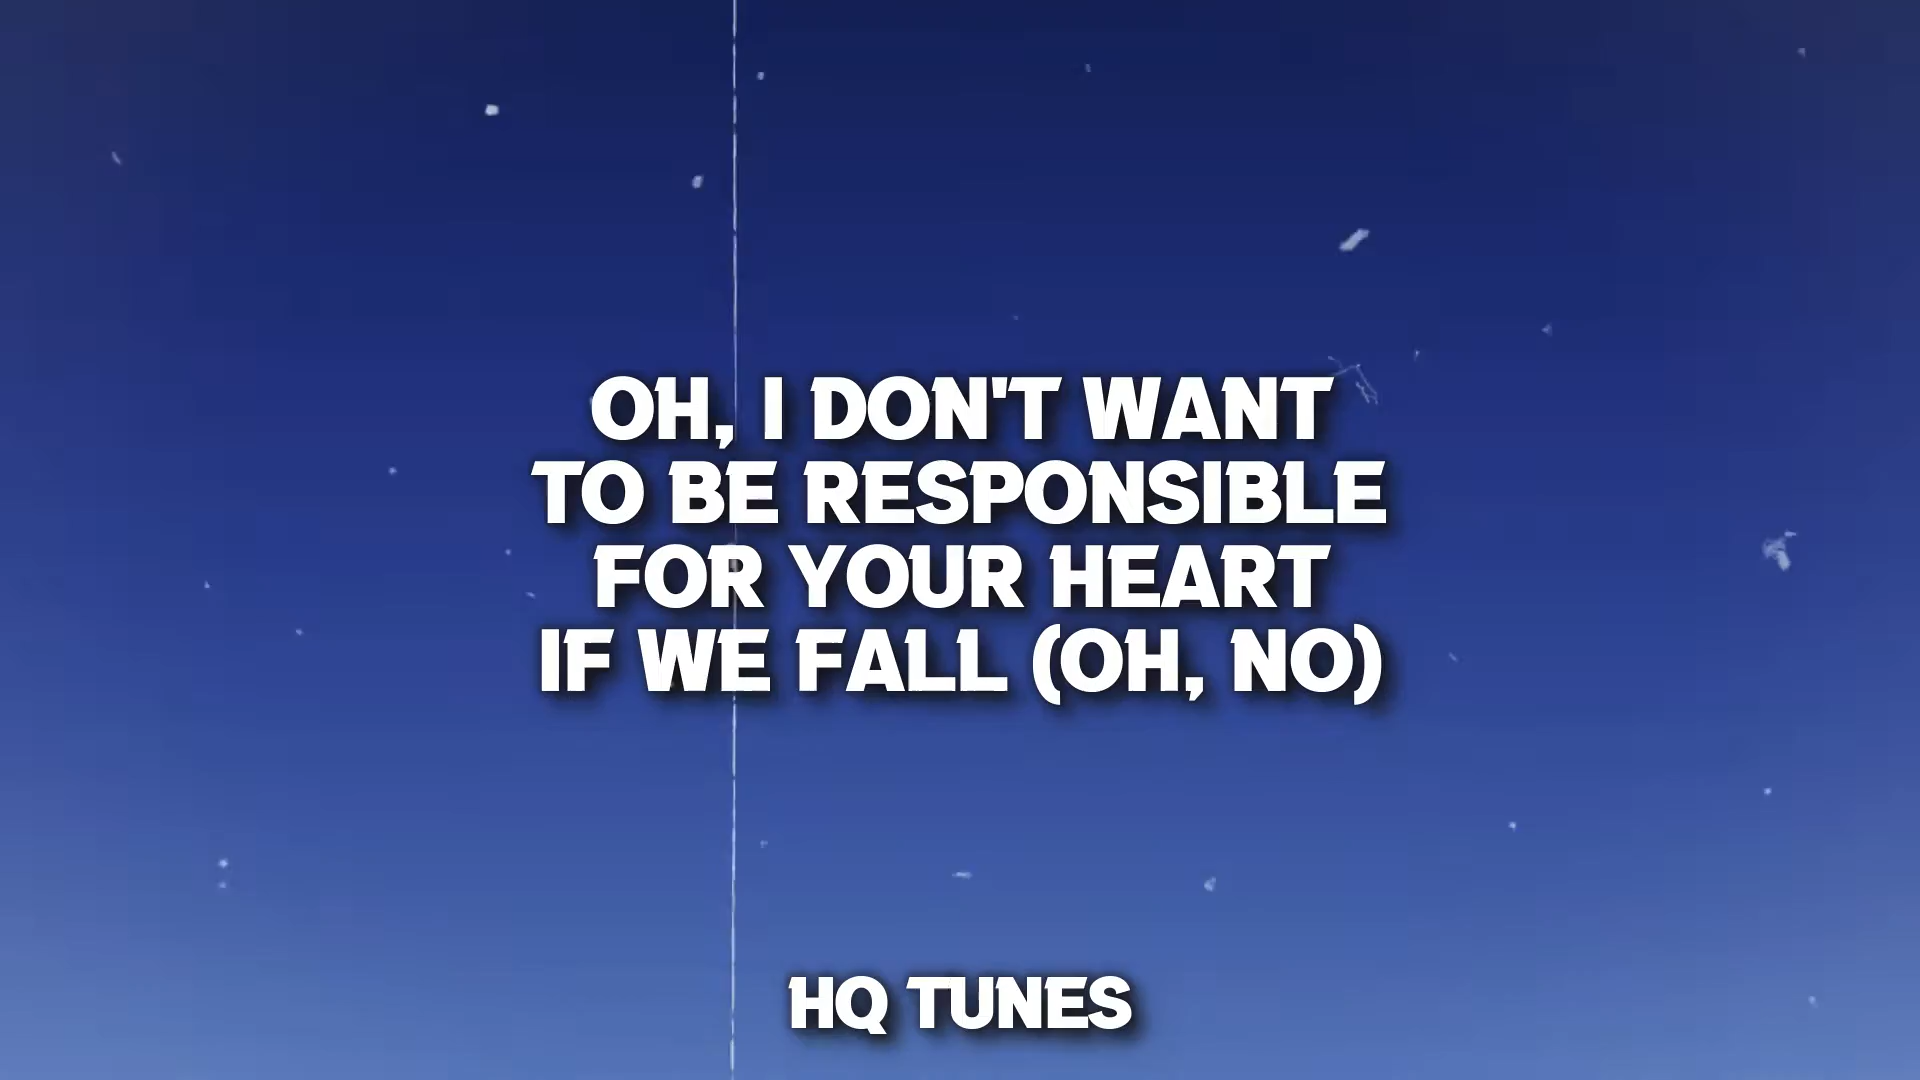 OH, I DON'T WANT
TO BE RESPONSIBLE
FOR YOUR HEART
IF WE FALL (OH, NO)
HQ TUNES